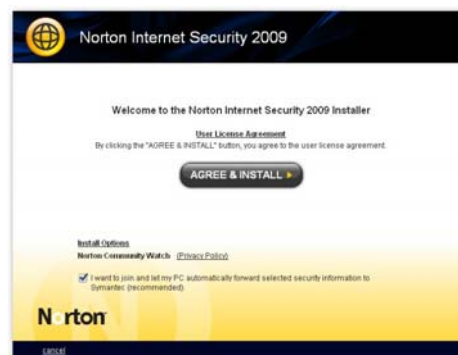 Norton Internet Security 2009
Welcome to the Norton Internet Security 2009 Installer
User License Agreement
By clicking the "AGREE & INSTALL" button, you agree to the user license agreement.
AGREE & INSTALL
Install Options
Norton Community Watch (Privacy Policy)
I want to join and let my PC automatically forward selected security information to
Symantec (recommended).
Norton
cancel